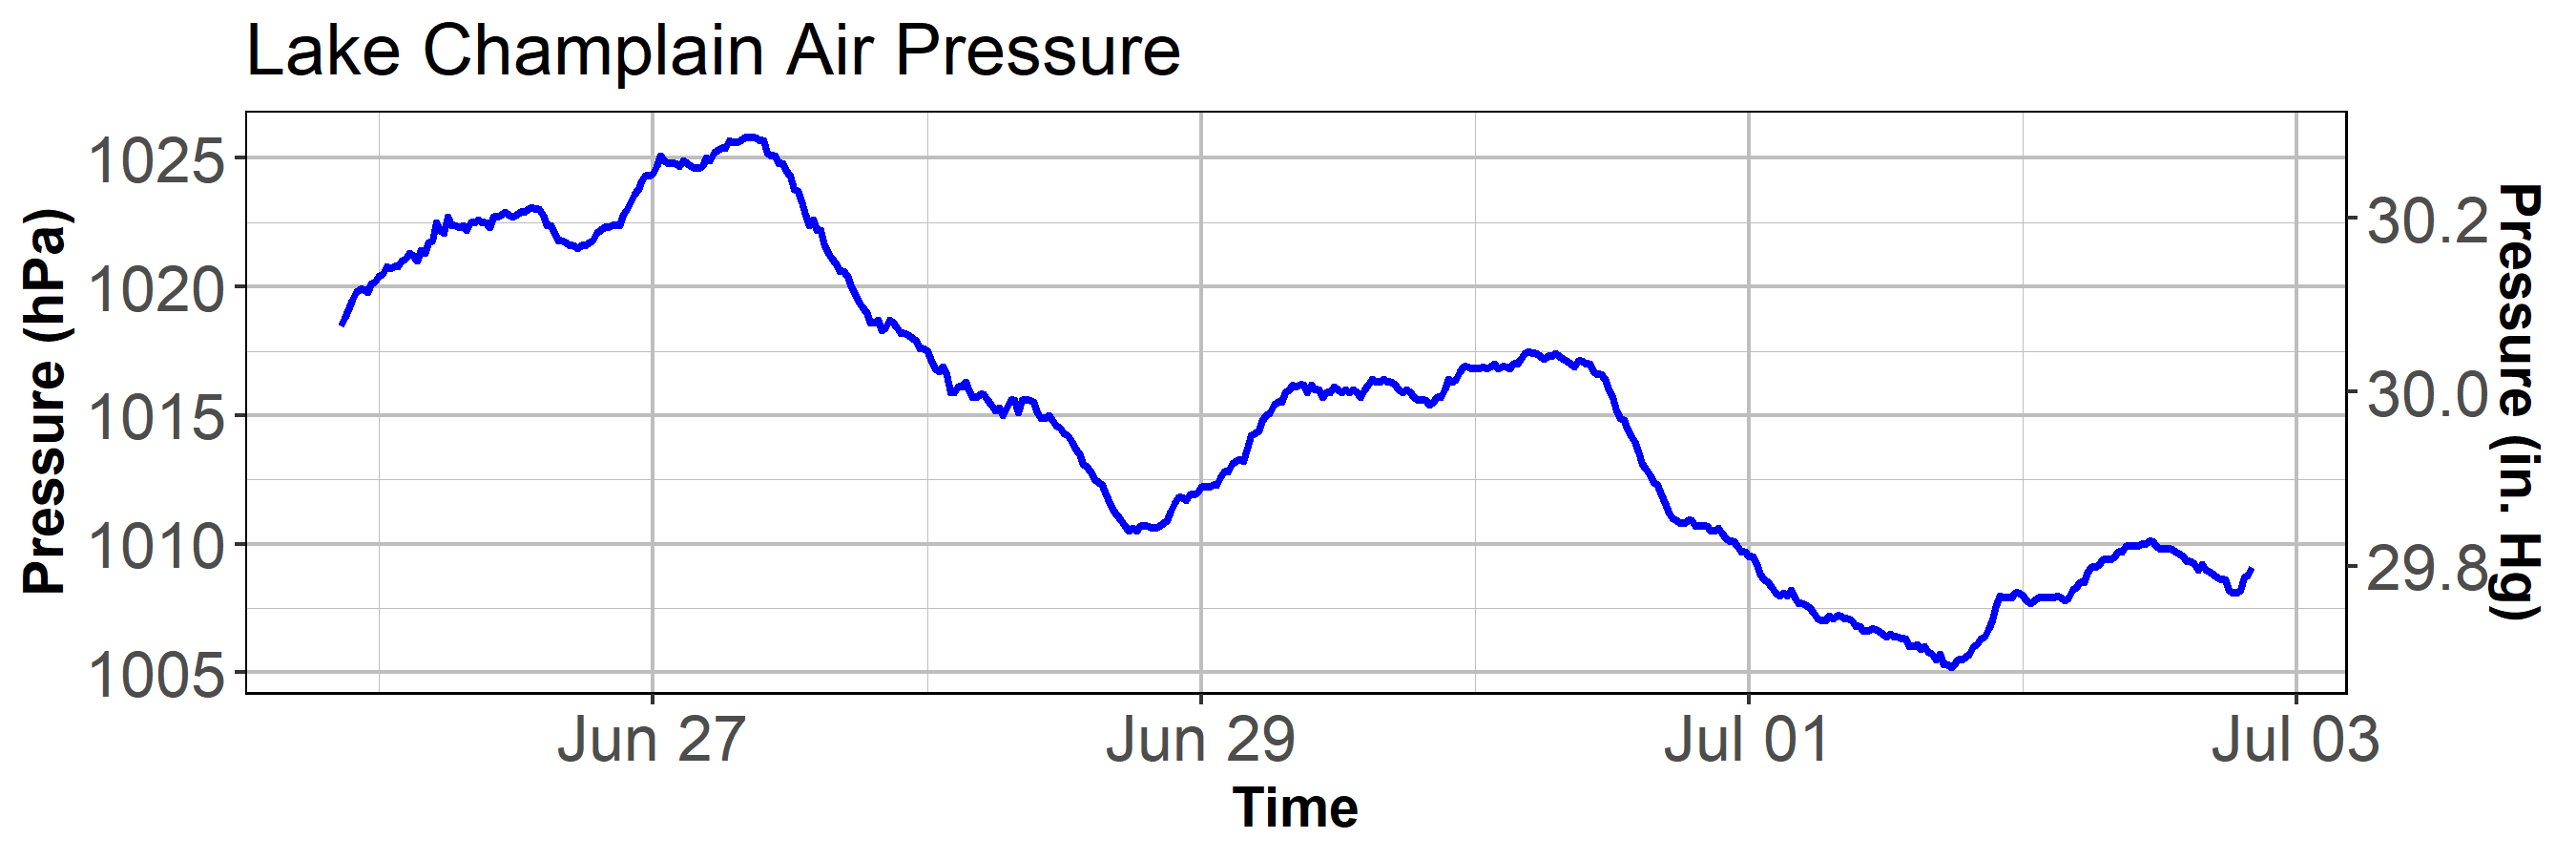 Lake Champlain Air Pressure
Pressure (hPa)
1025
1020
1015
1010
1005
30.2
30.0
29.8
Pressure (in. Hg)
Jun 27
Jun 29
Jul 01
Jul 03
Time